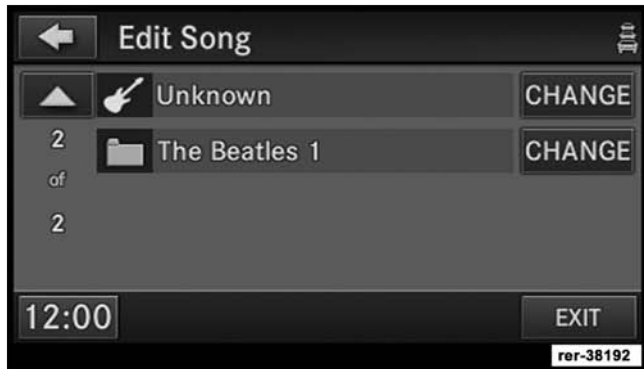 Edit Song
Unknown CHANGE
2 The Beatles 1 CHANGE
of
2
12:00 EXIT
rer-38192